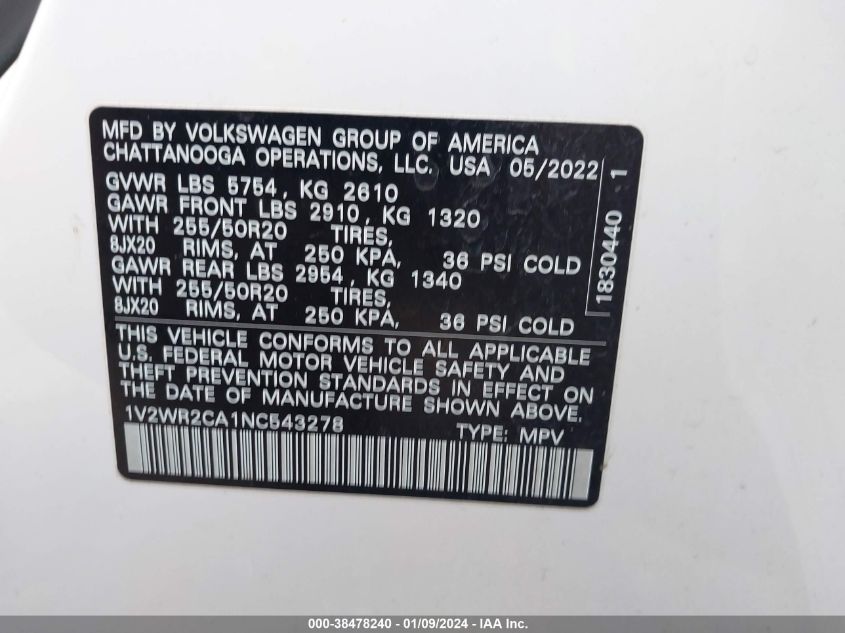 MFD BY VOLKSWAGEN GROUP OF AMERICA
CHATTANOOGA OPERATIONS, LLC. USA 05/2022
GVWR LBS 5754, KG 2610
GAWR FRONT LBS 2910, KG 1320
WITH 255/50R20 TIRES,
8JX20 RIMS, AT 250 KPA, 36 PSI COLD
GAWR REAR LBS 2954, KG 1340
WITH 255/50R20 TIRES,
8JX20 RIMS, AT 250 KPA, 36 PSI COLD
1830440 1
THIS VEHICLE CONFORMS TO ALL APPLICABLE
U.S. FEDERAL MOTOR VEHICLE SAFETY AND
THEFT PREVENTION STANDARDS IN EFFECT ON
THE DATE OF MANUFACTURE SHOWN ABOVE.
1V2WR2CA1NC543278 TYPE: MPV
000-38478240 - 01/09/2024 - IAA Inc.